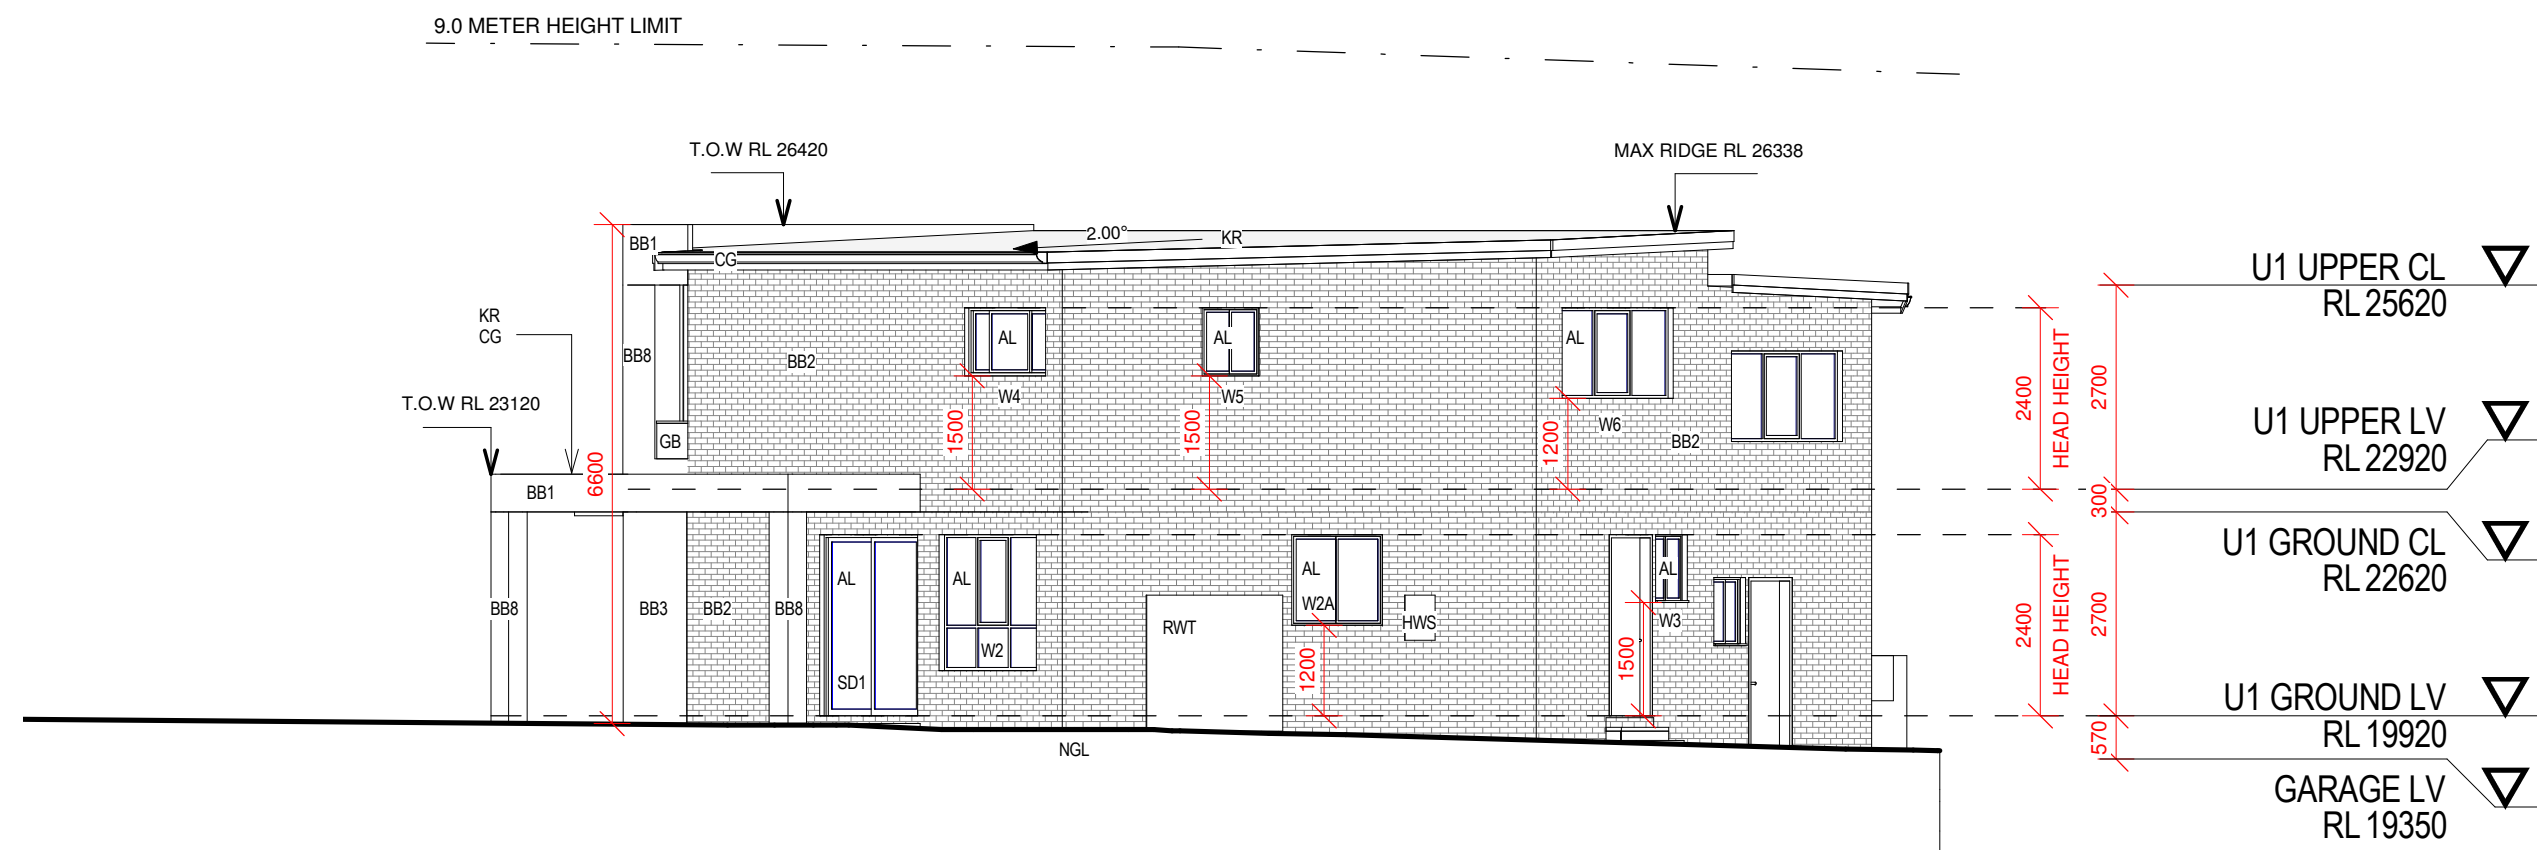 9.0 METER HEIGHT LIMIT
T.O.W RL 26420
MAX RIDGE RL 26338
BB1
2.00°
KR
CG
U1 UPPER CL
RL 25620
KR
CG
BB8
BB2
AL
AL
AL
W4
W5
W6
BB2
1500
1500
1200
2400
HEAD HEIGHT
2700
T.O.W RL 23120
GB
U1 UPPER LV
RL 22920
6600
BB1
300
U1 GROUND CL
RL 22620
BB8
BB3
BB2
BB8
AL
SD1
AL
W2
RWT
AL
W2A
HWS
AL
W3
1200
1500
2400
HEAD HEIGHT
2700
U1 GROUND LV
RL 19920
570
NGL
GARAGE LV
RL 19350